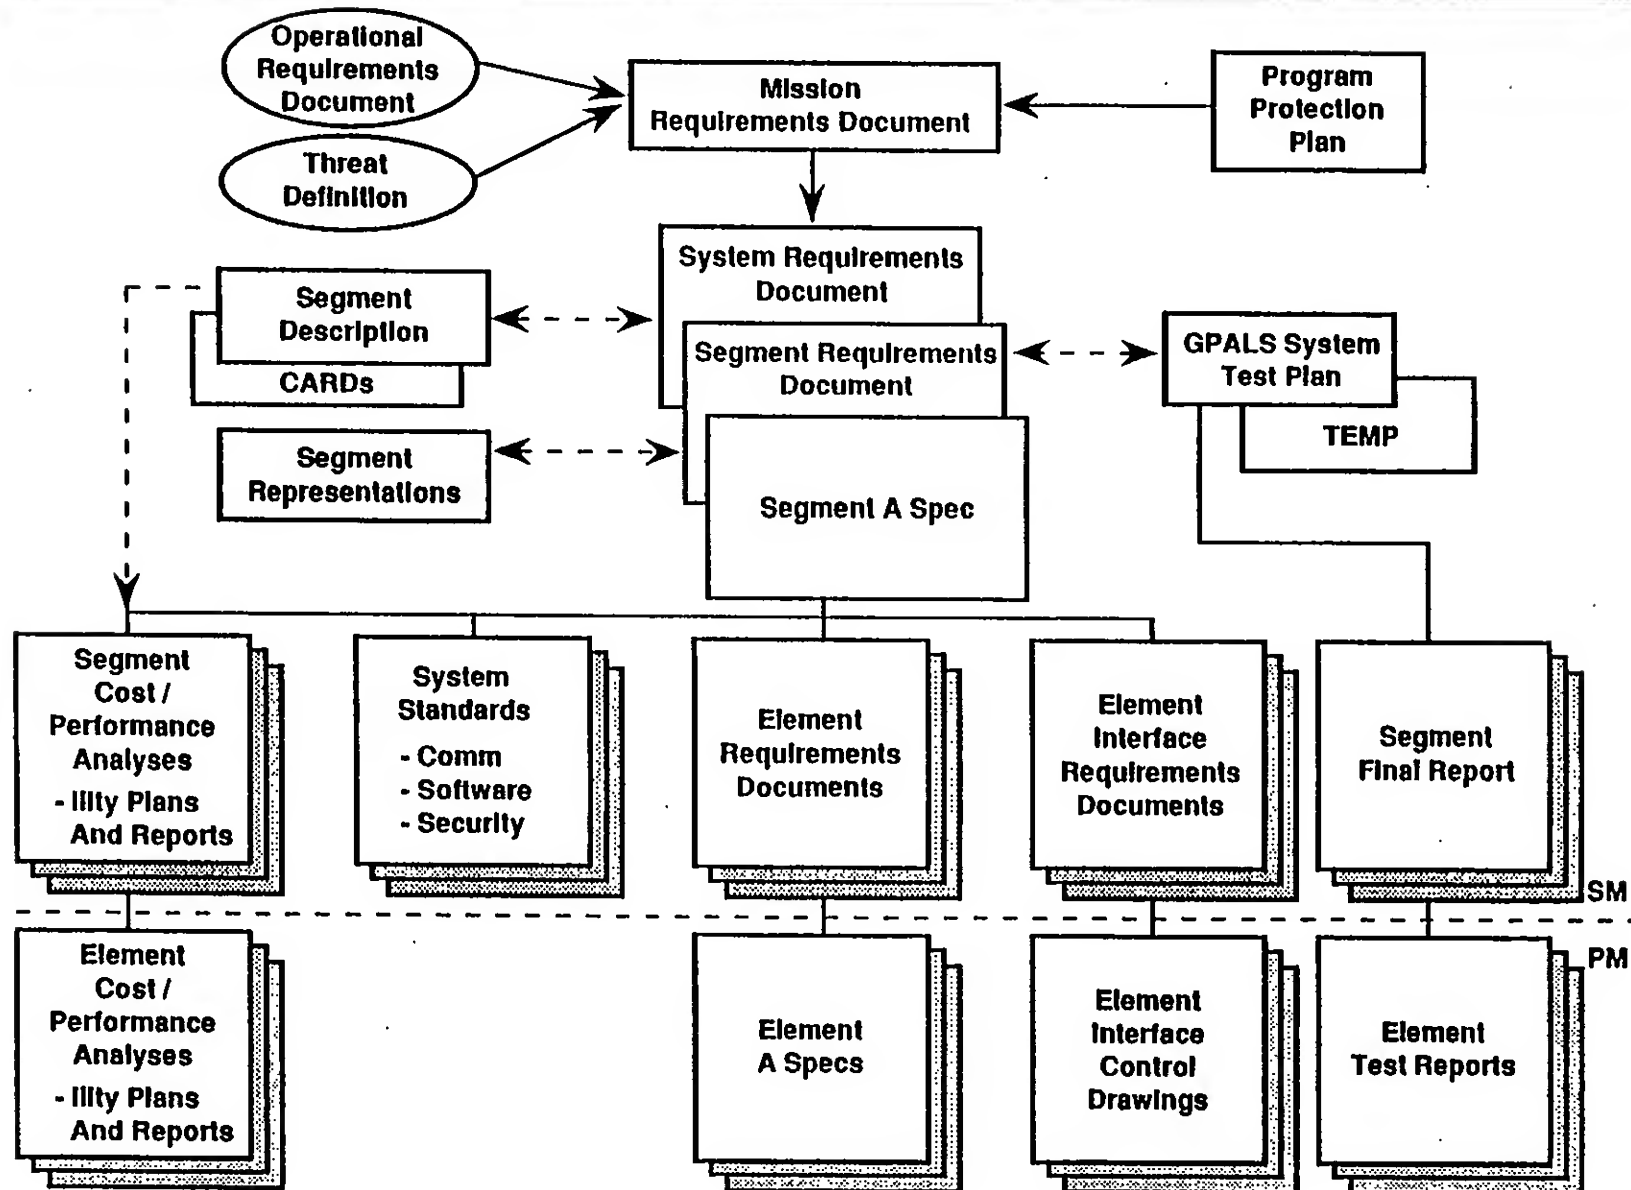 Operational
Requirements
Document
Mission
Requirements Document
Program
Protection
Plan
Threat
Definition
System Requirements
Document
Segment
Description
CARDs
Segment Requirements
Document
GPALS System
Test Plan
TEMP
Segment
Representations
Segment A Spec
Segment
Cost /
Performance
Analyses
- Ility Plans
And Reports
System
Standards
- Comm
- Software
- Security
Element
Requirements
Documents
Element
Interface
Requirements
Documents
Segment
Final Report
SM
PM
Element
Cost /
Performance
Analyses
- Ility Plans
And Reports
Element
A Specs
Element
Interface
Control
Drawings
Element
Test Reports